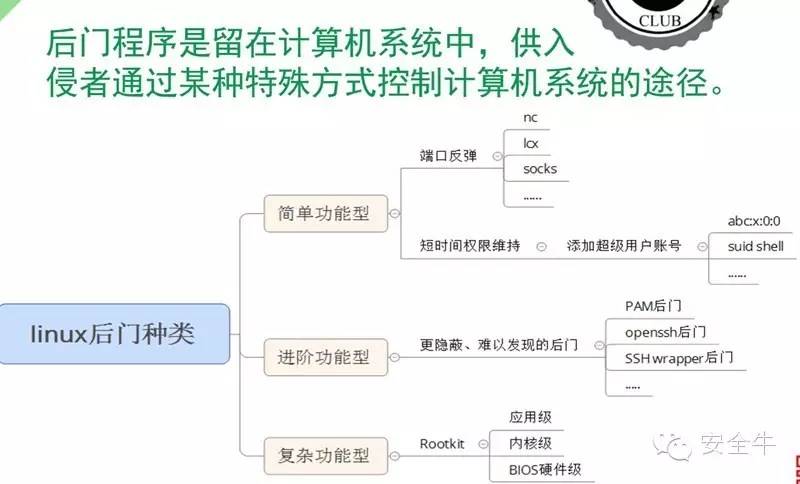 CLUB
后门程序是留在计算机系统中，供入
侵者通过某种特殊方式控制计算机系统的途径。
linux后门种类
简单功能型
端口反弹
nc
lcx
socks
......
短时间权限维持
添加超级用户账号
abc:x:0:0
suid shell
......
进阶功能型
更隐蔽、难以发现的后门
PAM后门
openssh后门
SSH wrapper后门
.....
复杂功能型
Rootkit
应用级
内核级
BIOS硬件级
安全牛